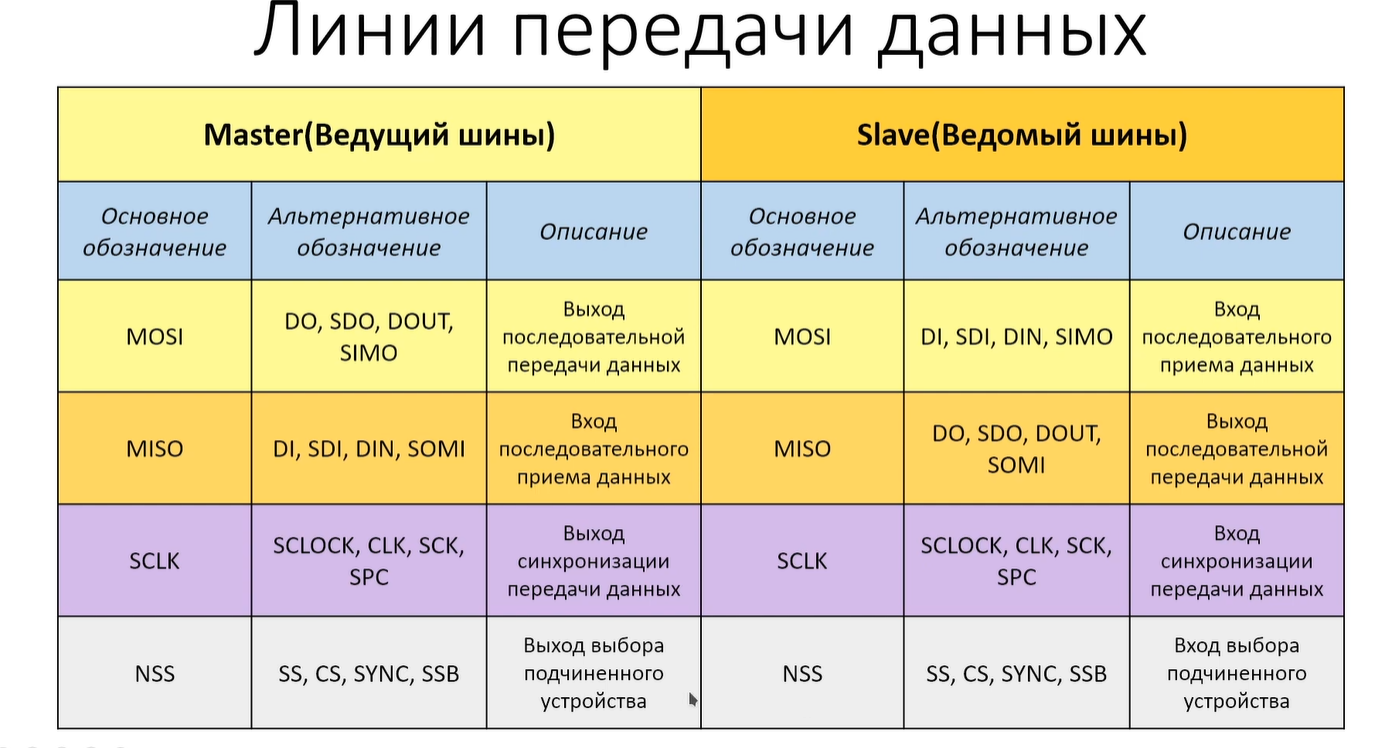 Линии передачи данных
Master(Ведущий шины)
Slave(Ведомый шины)
Основное
обозначение
Альтернативное
обозначение
Описание
Основное
обозначение
Альтернативное
обозначение
Описание
MOSI
DO, SDO, DOUT,
SIMO
Выход
последовательной
передачи данных
MOSI
DI, SDI, DIN, SIMO
Вход
последовательного
приема данных
MISO
DI, SDI, DIN, SOMI
Вход
последовательного
приема данных
MISO
DO, SDO, DOUT,
SOMI
Выход
последовательной
передачи данных
SCLK
SCLOCK, CLK, SCK,
SPC
Выход
синхронизации
передачи данных
SCLK
SCLOCK, CLK, SCK,
SPC
Вход
синхронизации
передачи данных
NSS
SS, CS, SYNC, SSB
Выход выбора
подчиненного
устройства
NSS
SS, CS, SYNC, SSB
Вход выбора
подчиненного
устройства